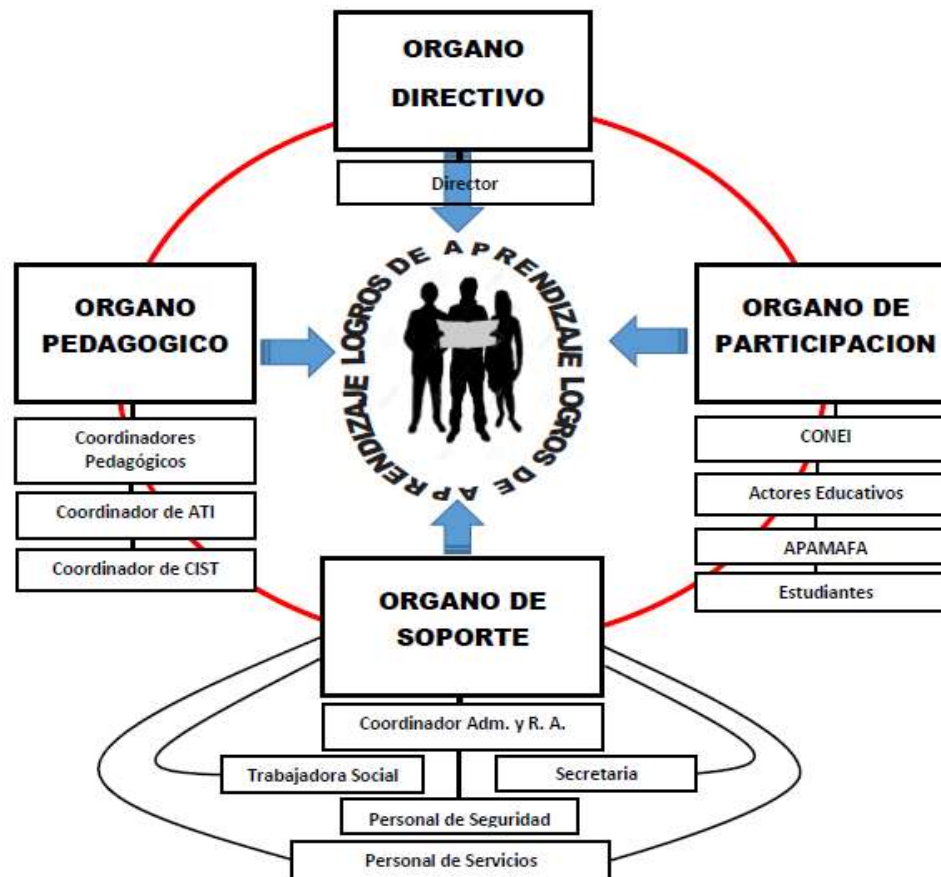 ORGANO
DIRECTIVO
Director
LOGROS DE APRENDIZAJE LOGROS DE APRENDIZAJE
ORGANO
PEDAGOGICO
Coordinadores
Pedagógicos
Coordinador de ATI
Coordinador de CIST
ORGANO DE
PARTICIPACION
CONEI
Actores Educativos
APAMAFA
Estudiantes
ORGANO DE
SOPORTE
Coordinador Adm. y R. A.
Trabajadora Social
Secretaria
Personal de Seguridad
Personal de Servicios